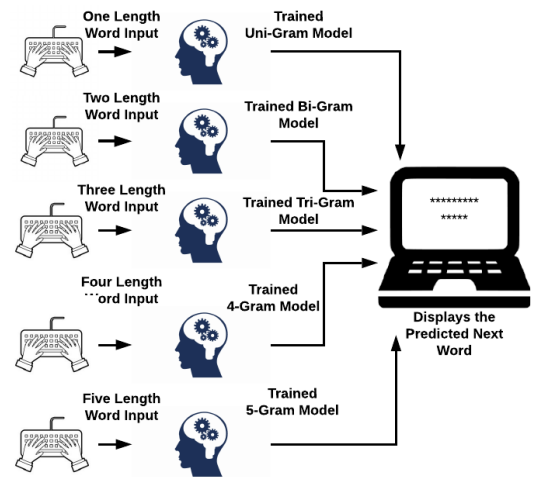 One Length
Word Input
Trained
Uni-Gram Model
Two Length
Word Input
Trained Bi-Gram
Model
Three Length
Word Input
Trained Tri-Gram
Model
*********
*****
Four Length
ord Input
Trained
4-Gram Model
Displays the
Predicted Next
Word
Five Length
Word Input
Trained
5-Gram Model